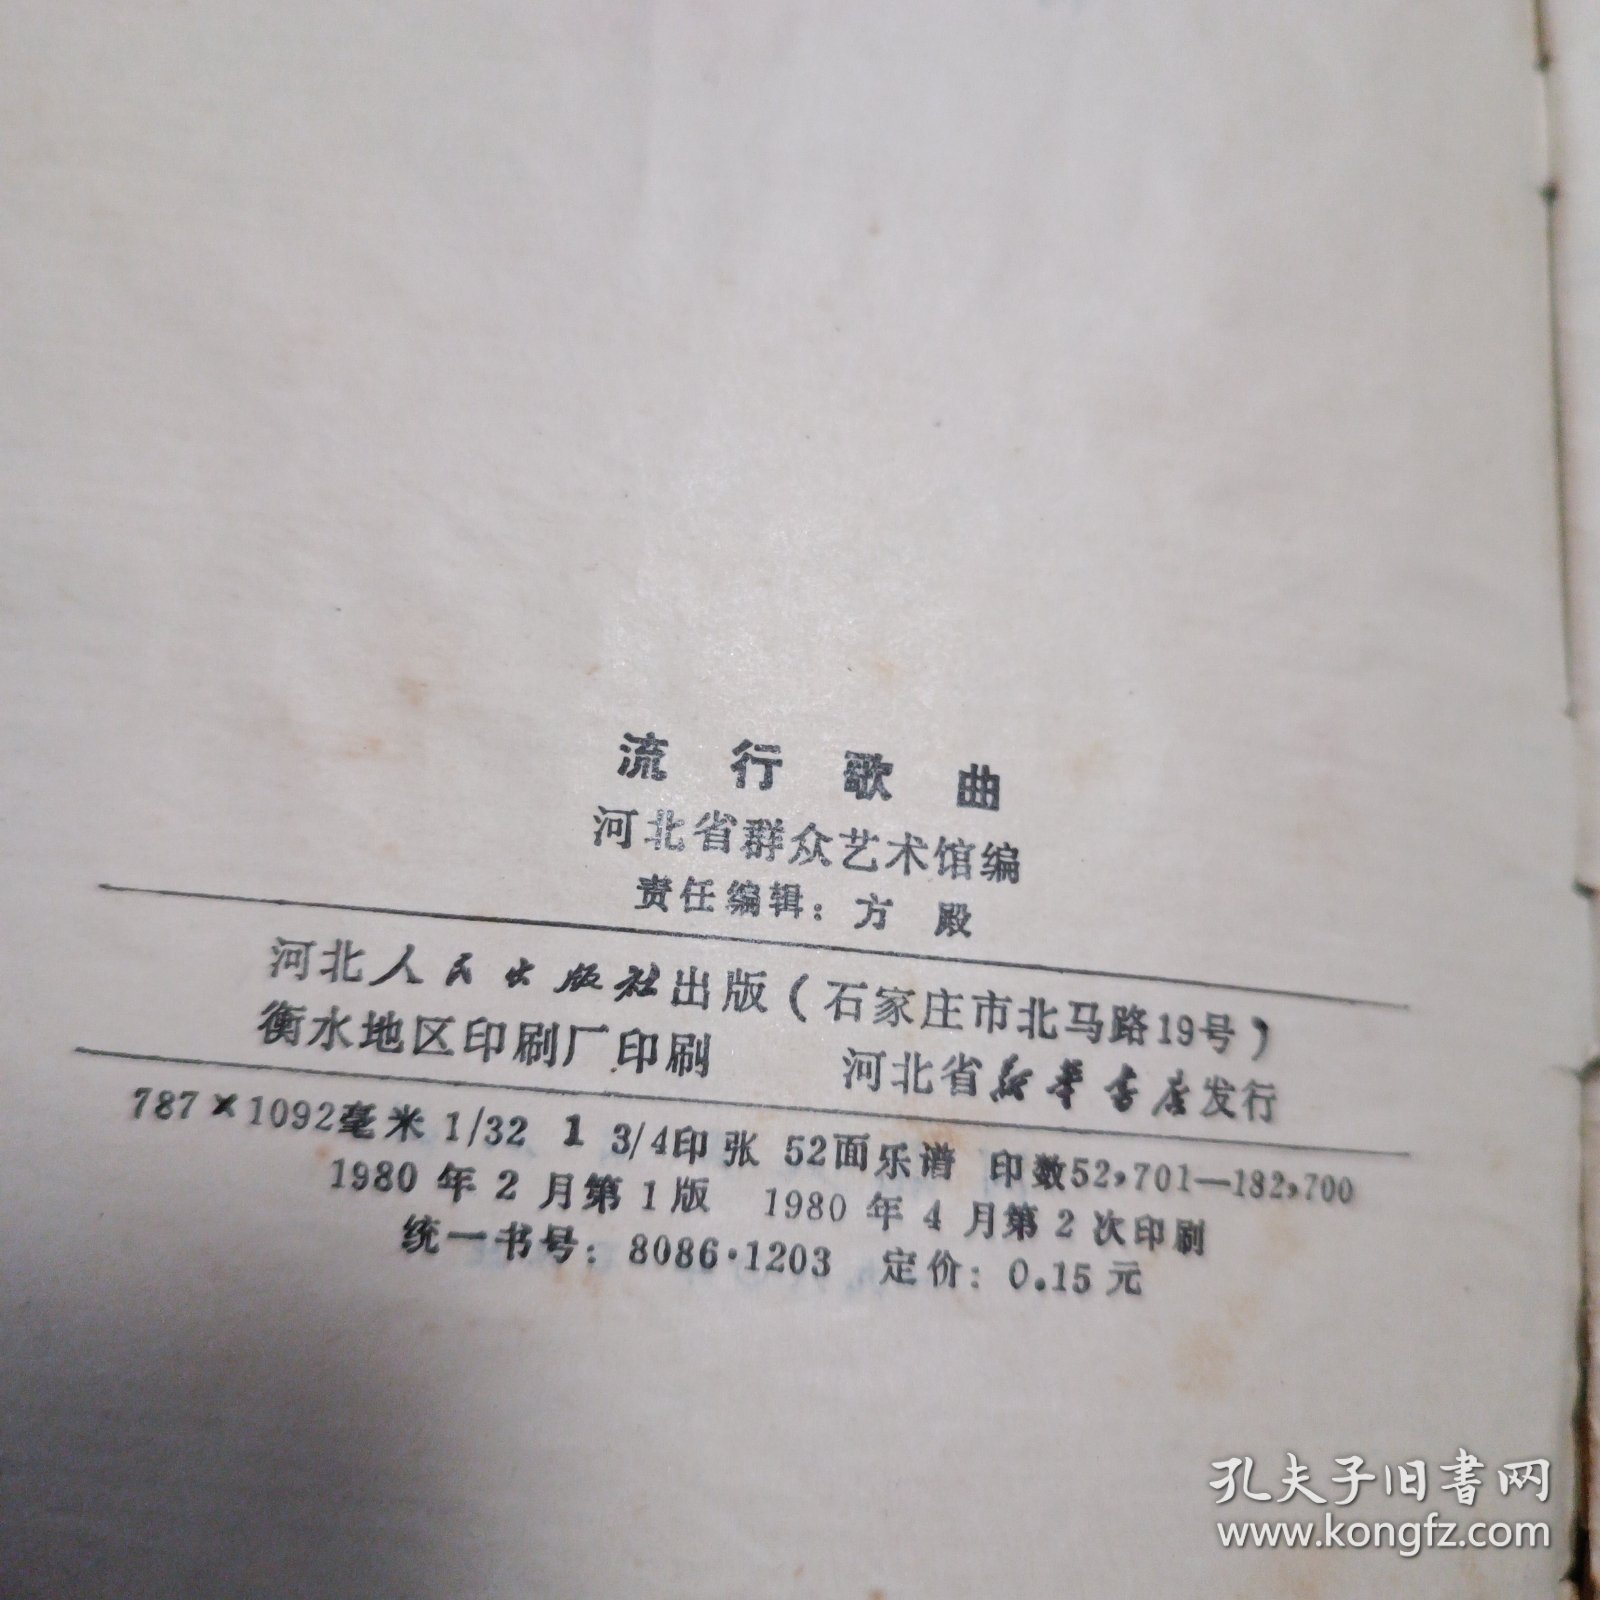 流行歌曲
河北省群众艺术馆编
责任编辑：方 殿
河北人民出版社出版（石家庄市北马路19号）
衡水地区印刷厂印刷 河北省新华书店发行
787×1092毫米 1/32 1 3/4印张 52面乐谱 印数52,701—182,700
1980年2月第1版 1980年4月第2次印刷
统一书号：8086·1203 定价：0.15元
孔夫子旧书网
www.kongfz.com